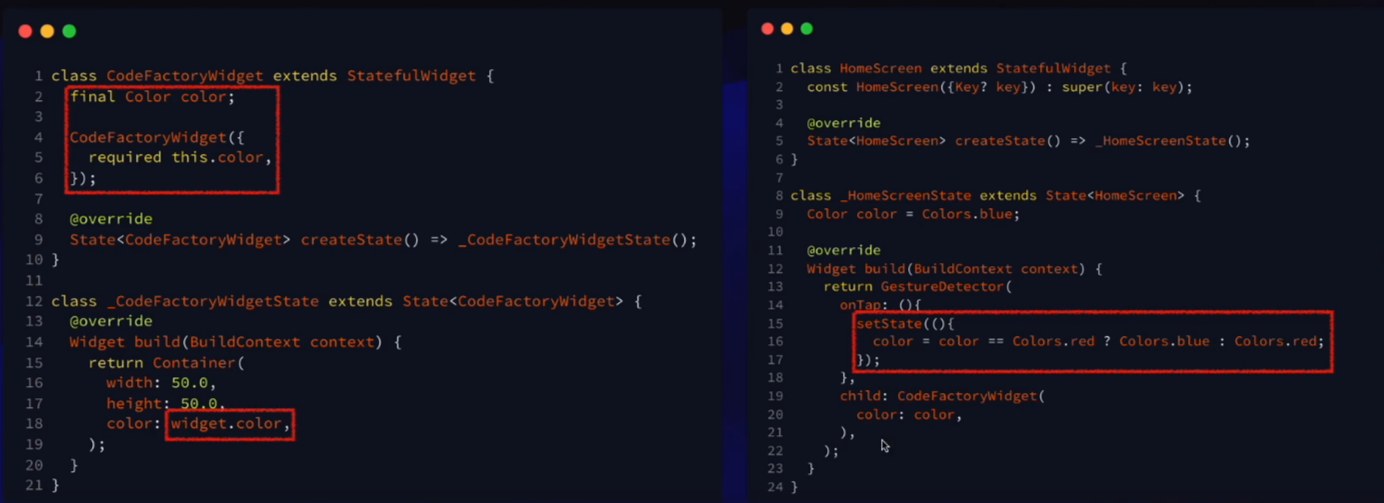 1 class CodeFactoryWidget extends StatefulWidget {
2 final Color color;
3
4 CodeFactoryWidget({
5 required this.color,
6 });
7
8 @override
9 State<CodeFactoryWidget> createState() => _CodeFactoryWidgetState();
10 }
11
12 class _CodeFactoryWidgetState extends State<CodeFactoryWidget> {
13 @override
14 Widget build(BuildContext context) {
15 return Container(
16 width: 50.0,
17 height: 50.0,
18 color: widget.color,
19 );
20 }
21 }
1 class HomeScreen extends StatefulWidget {
2 const HomeScreen({Key? key}) : super(key: key);
3
4 @override
5 State<HomeScreen> createState() => _HomeScreenState();
6 }
7
8 class _HomeScreenState extends State<HomeScreen> {
9 Color color = Colors.blue;
10
11 @override
12 Widget build(BuildContext context) {
13 return GestureDetector(
14 onTap: (){
15 setState((){
16 color = color == Colors.red ? Colors.blue : Colors.red;
17 });
18 },
19 child: CodeFactoryWidget(
20 color: color,
21 ),
22 );
23 }
24 }